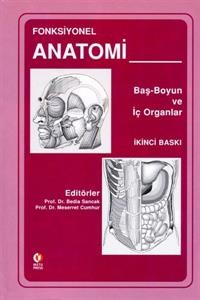 FONKSİYONEL
ANATOMİ
Baş-Boyun
ve
İç Organlar
İKİNCİ BASKI
Editörler
Prof. Dr. Bedia Sancak
Prof. Dr. Meserret Cumhur